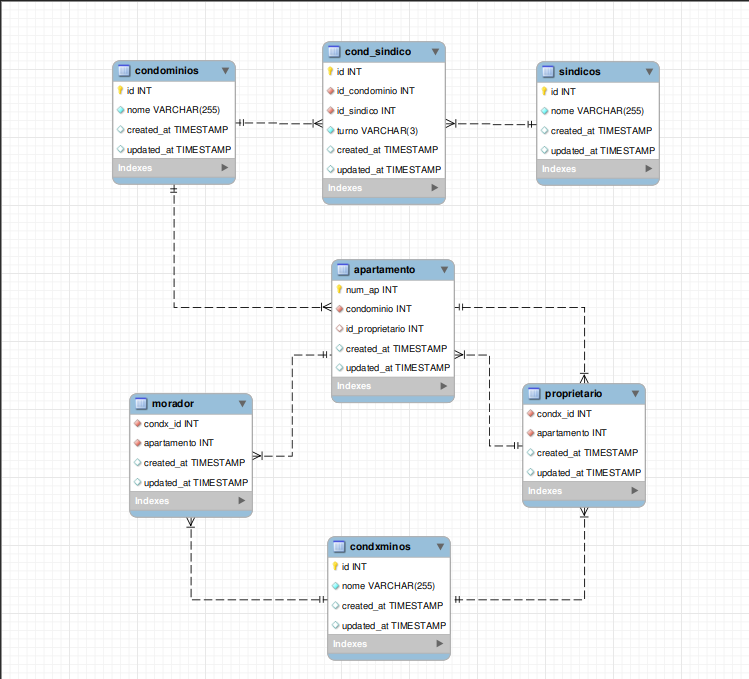 condominios
id INT
nome VARCHAR(255)
created_at TIMESTAMP
updated_at TIMESTAMP
Indexes
cond_sindico
id INT
id_condominio INT
id_sindico INT
turno VARCHAR(3)
created_at TIMESTAMP
updated_at TIMESTAMP
Indexes
sindicos
id INT
nome VARCHAR(255)
created_at TIMESTAMP
updated_at TIMESTAMP
Indexes
apartamento
num_ap INT
condominio INT
id_proprietario INT
created_at TIMESTAMP
updated_at TIMESTAMP
Indexes
morador
condx_id INT
apartamento INT
created_at TIMESTAMP
updated_at TIMESTAMP
Indexes
proprietario
condx_id INT
apartamento INT
created_at TIMESTAMP
updated_at TIMESTAMP
Indexes
condxminos
id INT
nome VARCHAR(255)
created_at TIMESTAMP
updated_at TIMESTAMP
Indexes